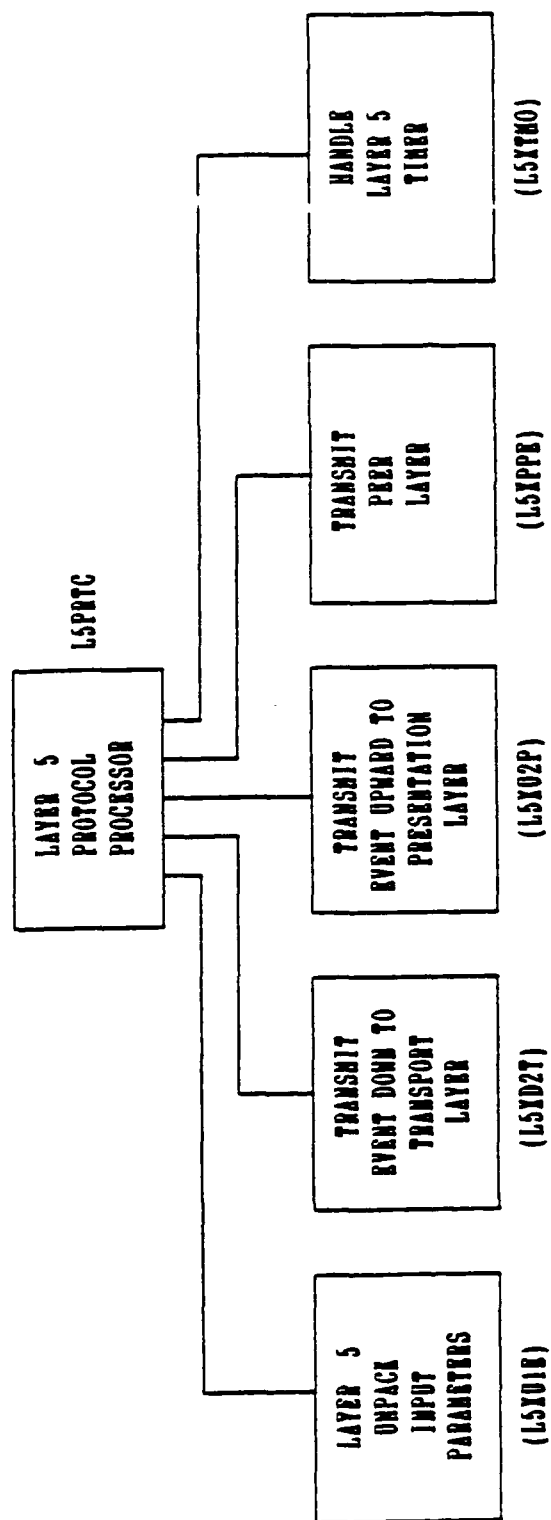 LAYER 5
PROTOCOL
PROCESSOR
L5PRTC
LAYER 5
UNPACK
INPUT
PARAMETERS
(L5XUIE)
TRANSMIT
EVENT DOWN TO
TRANSPORT
LAYER
(L5XD2T)
TRANSMIT
EVENT UPWARD TO
PRESENTATION
LAYER
(L5XU2P)
TRANSMIT
PEER
LAYER
(L5XPPE)
HANDLE
LAYER 5
TIMER
(L5XTMO)